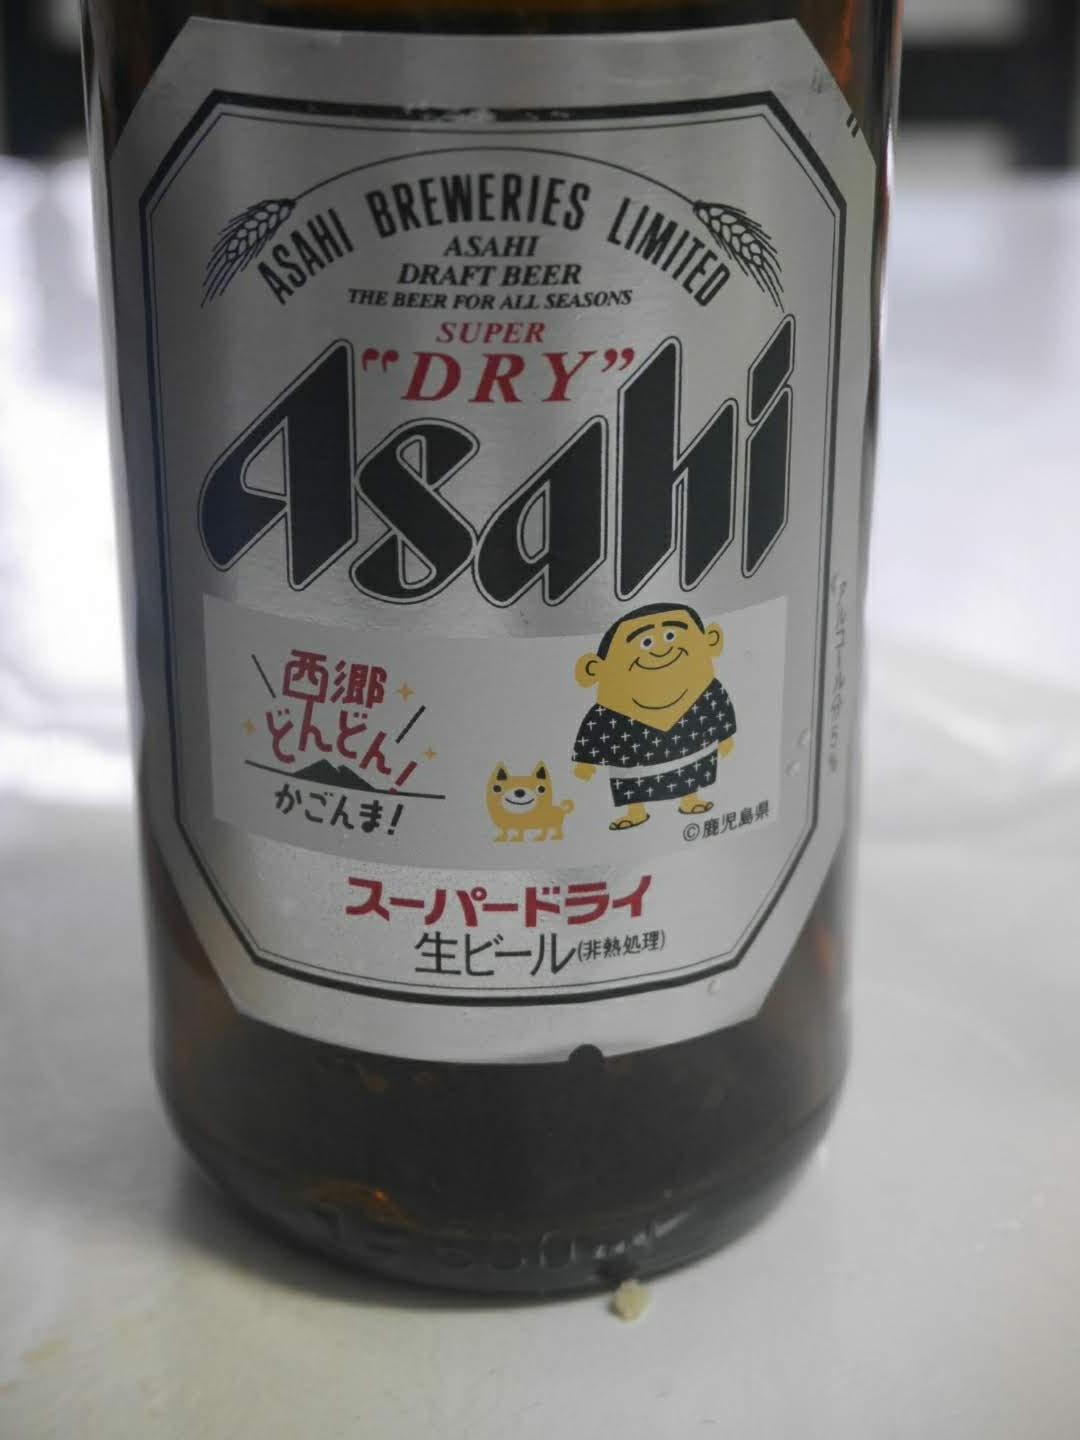 ASAHI BREWERIES LIMITED
ASAHI
DRAFT BEER
THE BEER FOR ALL SEASONS
SUPER
"DRY"
Asahi
西郷
どんどん!
かごんま!
©鹿児島県
スーパードライ
生ビール(非熱処理)